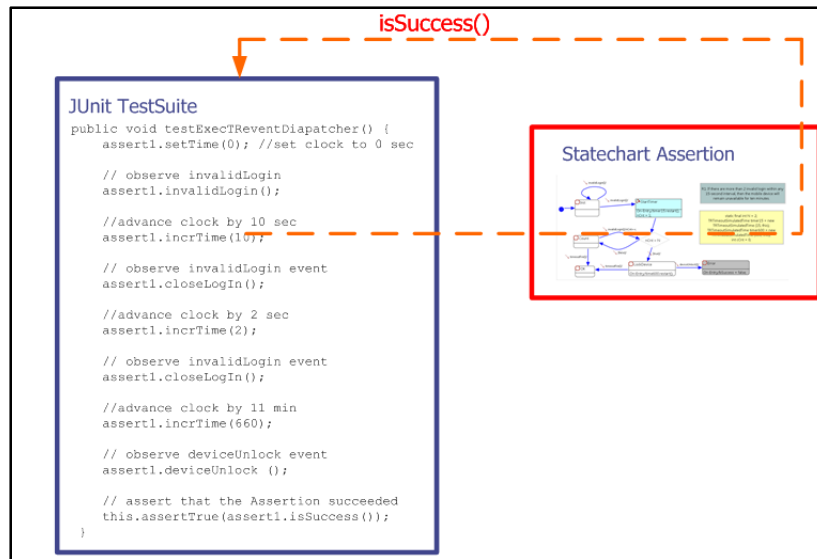 isSuccess()
JUnit TestSuite
public void testExecTReventDiapatcher() {
assert1.setTime(0); //set clock to 0 sec
// observe invalidLogin
assert1.invalidLogin();
//advance clock by 10 sec
assert1.incrTime(10);
// observe invalidLogin event
assert1.closeLogIn();
//advance clock by 2 sec
assert1.incrTime(2);
// observe invalidLogin event
assert1.closeLogIn();
//advance clock by 11 min
assert1.incrTime(660);
// observe deviceUnlock event
assert1.deviceUnlock ();
// assert that the Assertion succeeded
this.assertTrue(assert1.isSuccess());
}
Statechart Assertion